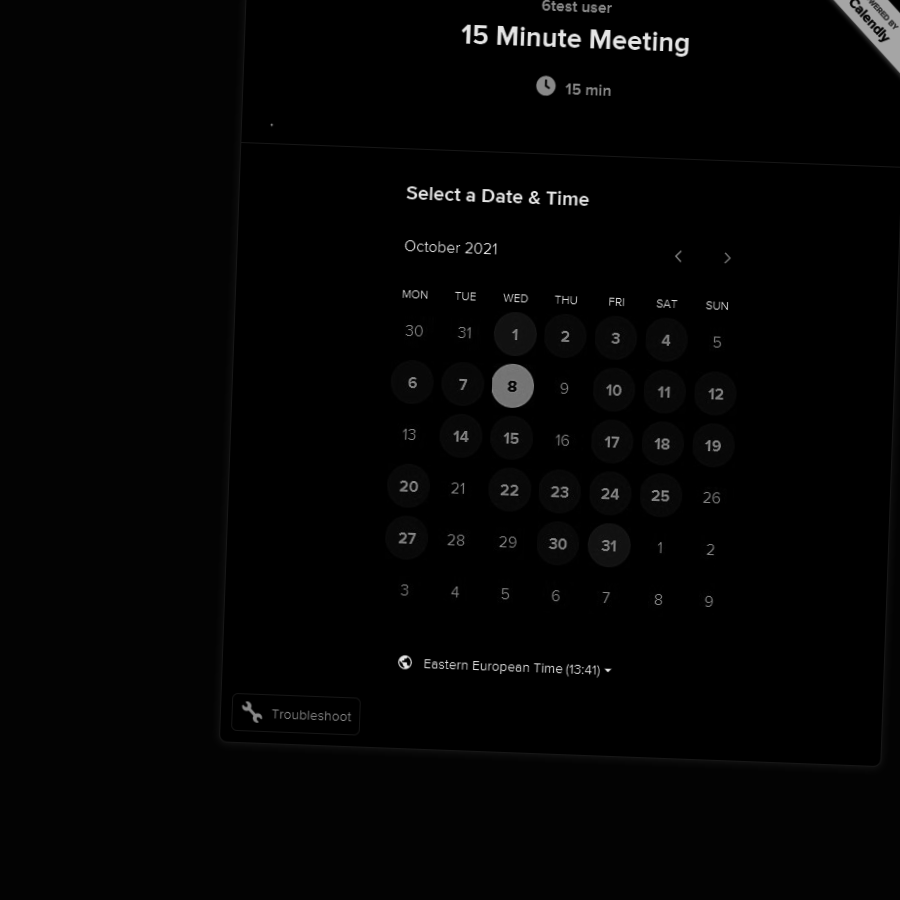 6test user
15 Minute Meeting
15 min
.
POWERED BY
Calendly
Select a Date & Time
October 2021
MON TUE WED THU FRI SAT SUN
30 31 1 2 3 4 5
6 7 8 9 10 11 12
13 14 15 16 17 18 19
20 21 22 23 24 25 26
27 28 29 30 31 1 2
3 4 5 6 7 8 9
Eastern European Time (13:41)
Troubleshoot